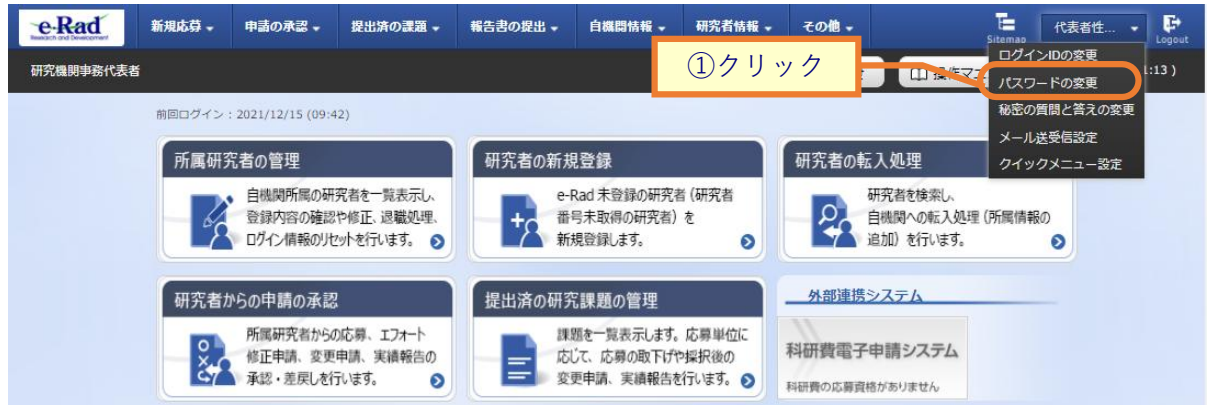 e-Rad
Research and Development
新規応募
申請の承認
提出済の課題
報告書の提出
自機関情報
研究者情報
その他
Sitemap
代表者性...
Logout
研究機関事務代表者
①クリック
操作マニ
:13 )
ログインIDの変更
パスワードの変更
秘密の質問と答えの変更
メール送受信設定
クイックメニュー設定
前回ログイン : 2021/12/15 (09:42)
所属研究者の管理
自機関所属の研究者を一覧表示し、
登録内容の確認や修正、退職処理、
ログイン情報のリセットを行います。
研究者の新規登録
e-Rad 未登録の研究者 (研究者
番号未取得の研究者) を
新規登録します。
研究者の転入処理
研究者を検索し、
自機関への転入処理 (所属情報の
追加) を行います。
研究者からの申請の承認
所属研究者からの応募、エフォート
修正申請、変更申請、実績報告の
承認・差戻しを行います。
提出済の研究課題の管理
課題を一覧表示します。応募単位に
応じて、応募の取下げや採択後の
変更申請、実績報告を行います。
外部連携システム
科研費電子申請システム
科研費の応募資格がありません